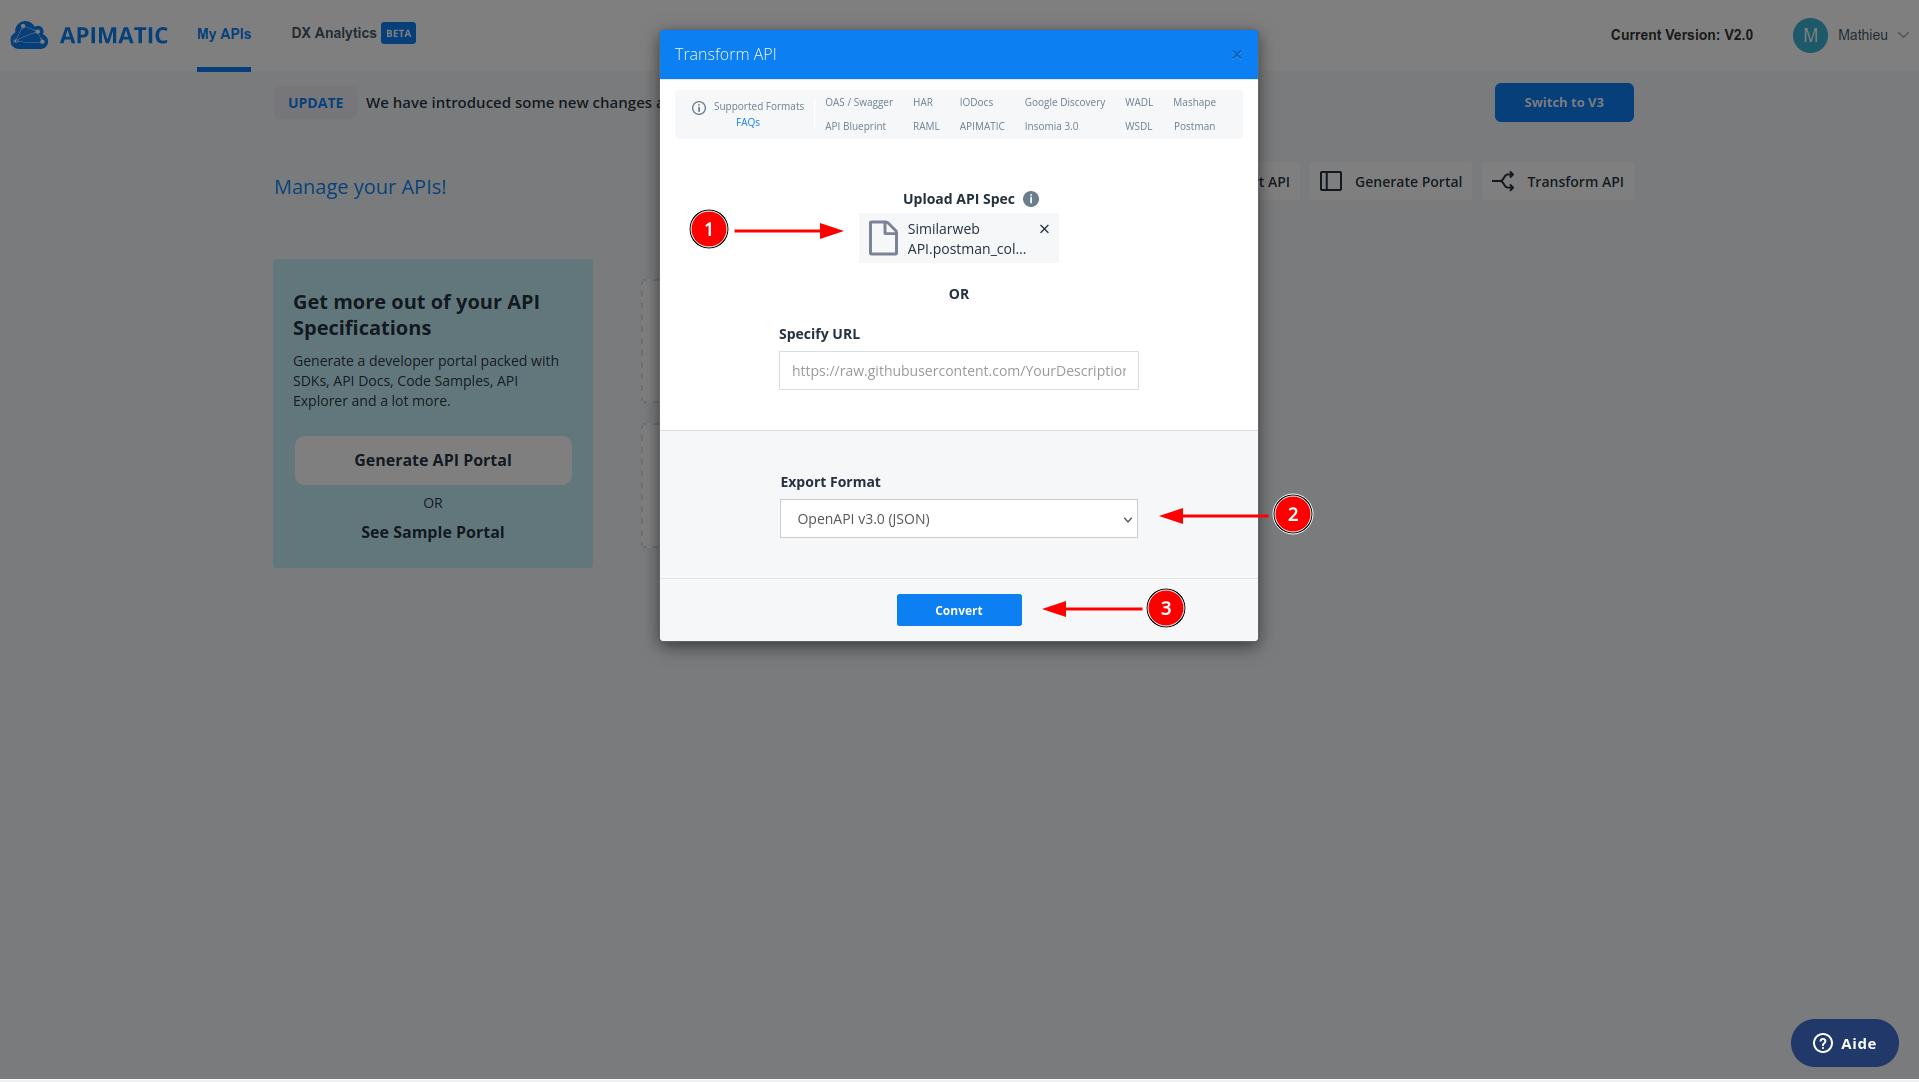 APIMATIC
My APIs
DX Analytics BETA
Current Version: V2.0
M
Mathieu
Transform API
×
UPDATE
We have introduced some new changes
Switch to V3
Supported Formats
FAQs
OAS / Swagger HAR IODocs Google Discovery WADL Mashape
API Blueprint RAML APIMATIC Insomia 3.0 WSDL Postman
Manage your APIs!
API
Generate Portal
Transform API
Upload API Spec i
1
Similarweb
API.postman_col...
OR
Specify URL
https://raw.githubusercontent.com/YourDescription
Get more out of your API
Specifications
Generate a developer portal packed with
SDKs, API Docs, Code Samples, API
Explorer and a lot more.
Generate API Portal
OR
See Sample Portal
Export Format
OpenAPI v3.0 (JSON)
2
Convert
3
? Aide